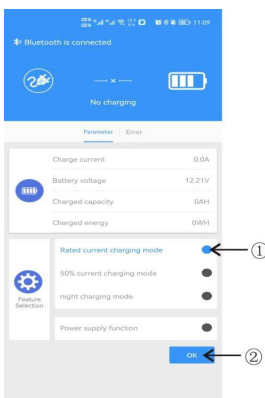 11:09
Bluetooth is connected
No charging
Parameter Error
Charge current 0.0A
Battery voltage 12.21V
Charged capacity 0AH
Charged energy 0WH
Rated current charging mode ①
50% current charging mode
night charging mode
Feature
Selection
Power supply function
OK ②